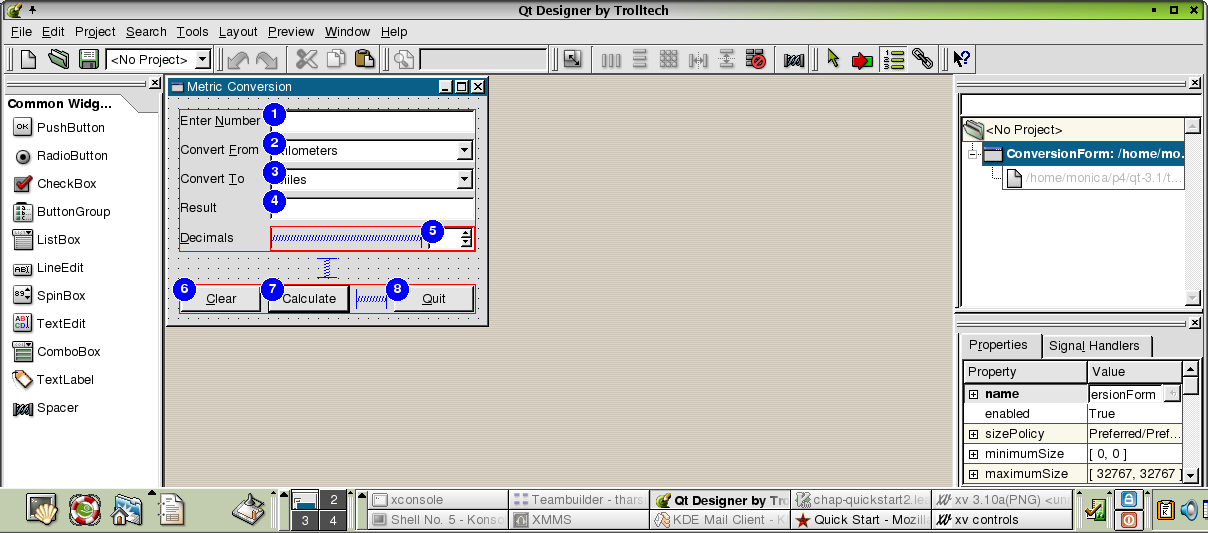 Qt Designer by Trolltech
File Edit Project Search Tools Layout Preview Window Help
<No Project>
Common Widg...
PushButton
RadioButton
CheckBox
ButtonGroup
ListBox
LineEdit
SpinBox
TextEdit
ComboBox
TextLabel
Spacer
Metric Conversion
Enter Number 1
Convert From 2 ilometers
Convert To 3 iles
Result 4
Decimals 5
6 Clear 7 Calculate 8 Quit
<No Project>
ConversionForm: /home/mo.
/home/monica/p4/qt-3.1/t...
Properties Signal Handlers
Property Value
name ersionForm
enabled True
sizePolicy Preferred/Pref...
minimumSize [ 0, 0 ]
maximumSize [ 32767, 32767 ]
2
3 4
xconsole
Shell No. 5 - Konso
Teambuilder - thars
XMMS
Qt Designer by Tro
KDE Mail Client - K
chap-quickstart2.le
Quick Start - Mozill
xv 3.10a(PNG) <un
xv controls